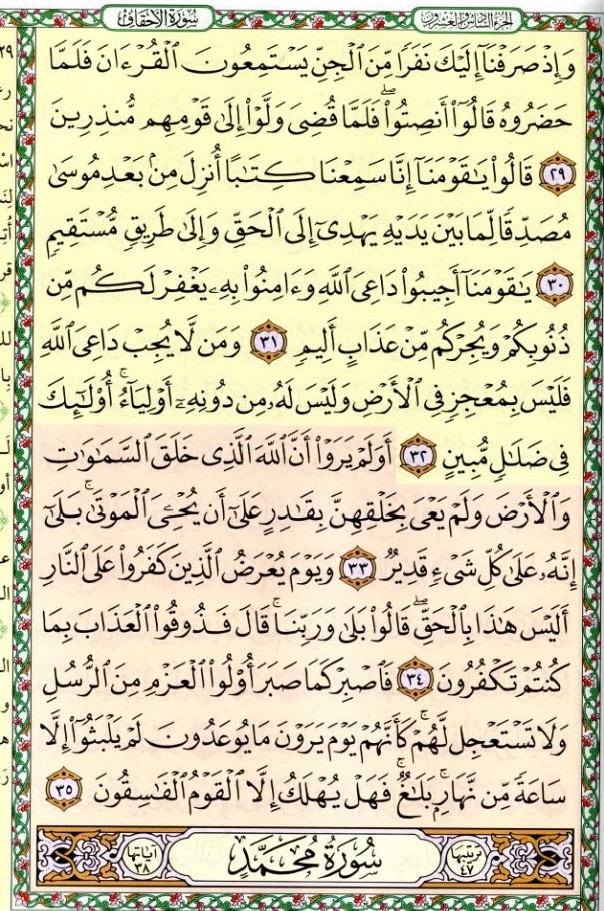 الجزء السادس والعشرون
سورة الأحقاف
وَإِذْ صَرَفْنَآ إِلَيْكَ نَفَرًا مِّنَ ٱلْجِنِّ يَسْتَمِعُونَ ٱلْقُرْءَانَ فَلَمَّا
حَضَرُوهُ قَالُوٓا۟ أَنصِتُوا۟ ۖ فَلَمَّا قُضِىَ وَلَّوْا۟ إِلَىٰ قَوْمِهِم مُّنذِرِينَ
٢٩ قَالُوا۟ يَٰقَوْمَنَآ إِنَّا سَمِعْنَا كِتَٰبًا أُنزِلَ مِنۢ بَعْدِ مُوسَىٰ
مُصَدِّقًا لِّمَا بَيْنَ يَدَيْهِ يَهْدِىٓ إِلَى ٱلْحَقِّ وَإِلَىٰ طَرِيقٍ مُّسْتَقِيمٍ
٣٠ يَٰقَوْمَنَآ أَجِيبُوا۟ دَاعِىَ ٱللَّهِ وَءَامِنُوا۟ بِهِۦ يَغْفِرْ لَكُم مِّن
ذُنُوبِكُمْ وَيُجِرْكُم مِّنْ عَذَابٍ أَلِيمٍ ٣١ وَمَن لَّا يُجِبْ دَاعِىَ ٱللَّهِ
فَلَيْسَ بِمُعْجِزٍ فِى ٱلْأَرْضِ وَلَيْسَ لَهُۥ مِن دُونِهِۦٓ أَوْلِيَآءُ ۚ أُو۟لَٰٓئِكَ
فِى ضَلَٰلٍ مُّبِينٍ ٣٢ أَوَلَمْ يَرَوْا۟ أَنَّ ٱللَّهَ ٱلَّذِى خَلَقَ ٱلسَّمَٰوَٰتِ
وَٱلْأَرْضَ وَلَمْ يَعْىَ بِخَلْقِهِنَّ بِقَٰدِرٍ عَلَىٰٓ أَن يُحْۦِىَ ٱلْمَوْتَىٰ ۚ بَلَىٰٓ
إِنَّهُۥ عَلَىٰ كُلِّ شَىْءٍ قَدِيرٌ ٣٣ وَيَوْمَ يُعْرَضُ ٱلَّذِينَ كَفَرُوا۟ عَلَى ٱلنَّارِ
أَلَيْسَ هَٰذَا بِٱلْحَقِّ ۖ قَالُوا۟ بَلَىٰ وَرَبِّنَا ۚ قَالَ فَذُوقُوا۟ ٱلْعَذَابَ بِمَا
كُنتُمْ تَكْفُرُونَ ٣٤ فَٱصْبِرْ كَمَا صَبَرَ أُو۟لُوا۟ ٱلْعَزْمِ مِنَ ٱلرُّسُلِ
وَلَا تَسْتَعْجِل لَّهُمْ ۚ كَأَنَّهُمْ يَوْمَ يَرَوْنَ مَا يُوعَدُونَ لَمْ يَلْبَثُوٓا۟ إِلَّا
سَاعَةً مِّن نَّهَارٍۭ ۚ بَلَٰغٌ ۚ فَهَلْ يُهْلَكُ إِلَّا ٱلْقَوْمُ ٱلْفَٰسِقُونَ ٣٥
ترتيبها ٤٧ سُورَةُ مُحَمَّدٍ آياتها ٣٨